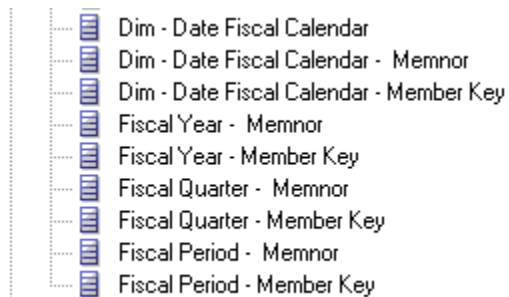 Dim - Date Fiscal Calendar
Dim - Date Fiscal Calendar -  Memnor
Dim - Date Fiscal Calendar - Member Key
Fiscal Year -  Memnor
Fiscal Year - Member Key
Fiscal Quarter -  Memnor
Fiscal Quarter - Member Key
Fiscal Period -  Memnor
Fiscal Period - Member Key